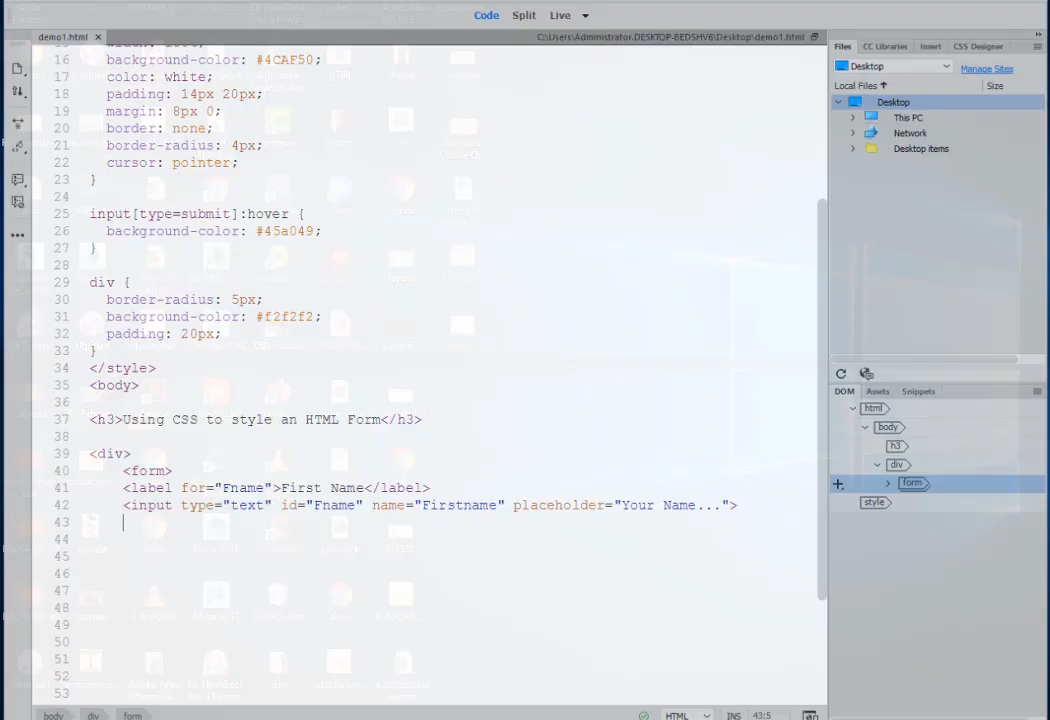 Code Split Live
demo1.html ×
C:\Users\Administrator.DESKTOP-BEDSHV6\Desktop\demo1.html
16 background-color: #4CAF50;
17 color: white;
18 padding: 14px 20px;
19 margin: 8px 0;
20 border: none;
21 border-radius: 4px;
22 cursor: pointer;
23 }
24
25 input[type=submit]:hover {
26 background-color: #45a049;
27 }
28
29 div {
30 border-radius: 5px;
31 background-color: #f2f2f2;
32 padding: 20px;
33 }
34 </style>
35 <body>
36
37 <h3>Using CSS to style an HTML Form</h3>
38
39 <div>
40 <form>
41 <label for="Fname">First Name</label>
42 <input type="text" id="Fname" name="Firstname" placeholder="Your Name...">
43
44
45
46
47
48
49
50
51
52
53
body div form
HTML INS 43:5
Files CC Libraries Insert CSS Designer
Desktop Manage Sites
Local Files Size
Desktop
This PC
Network
Desktop items
DOM Assets Snippets
html
body
h3
div
form
style